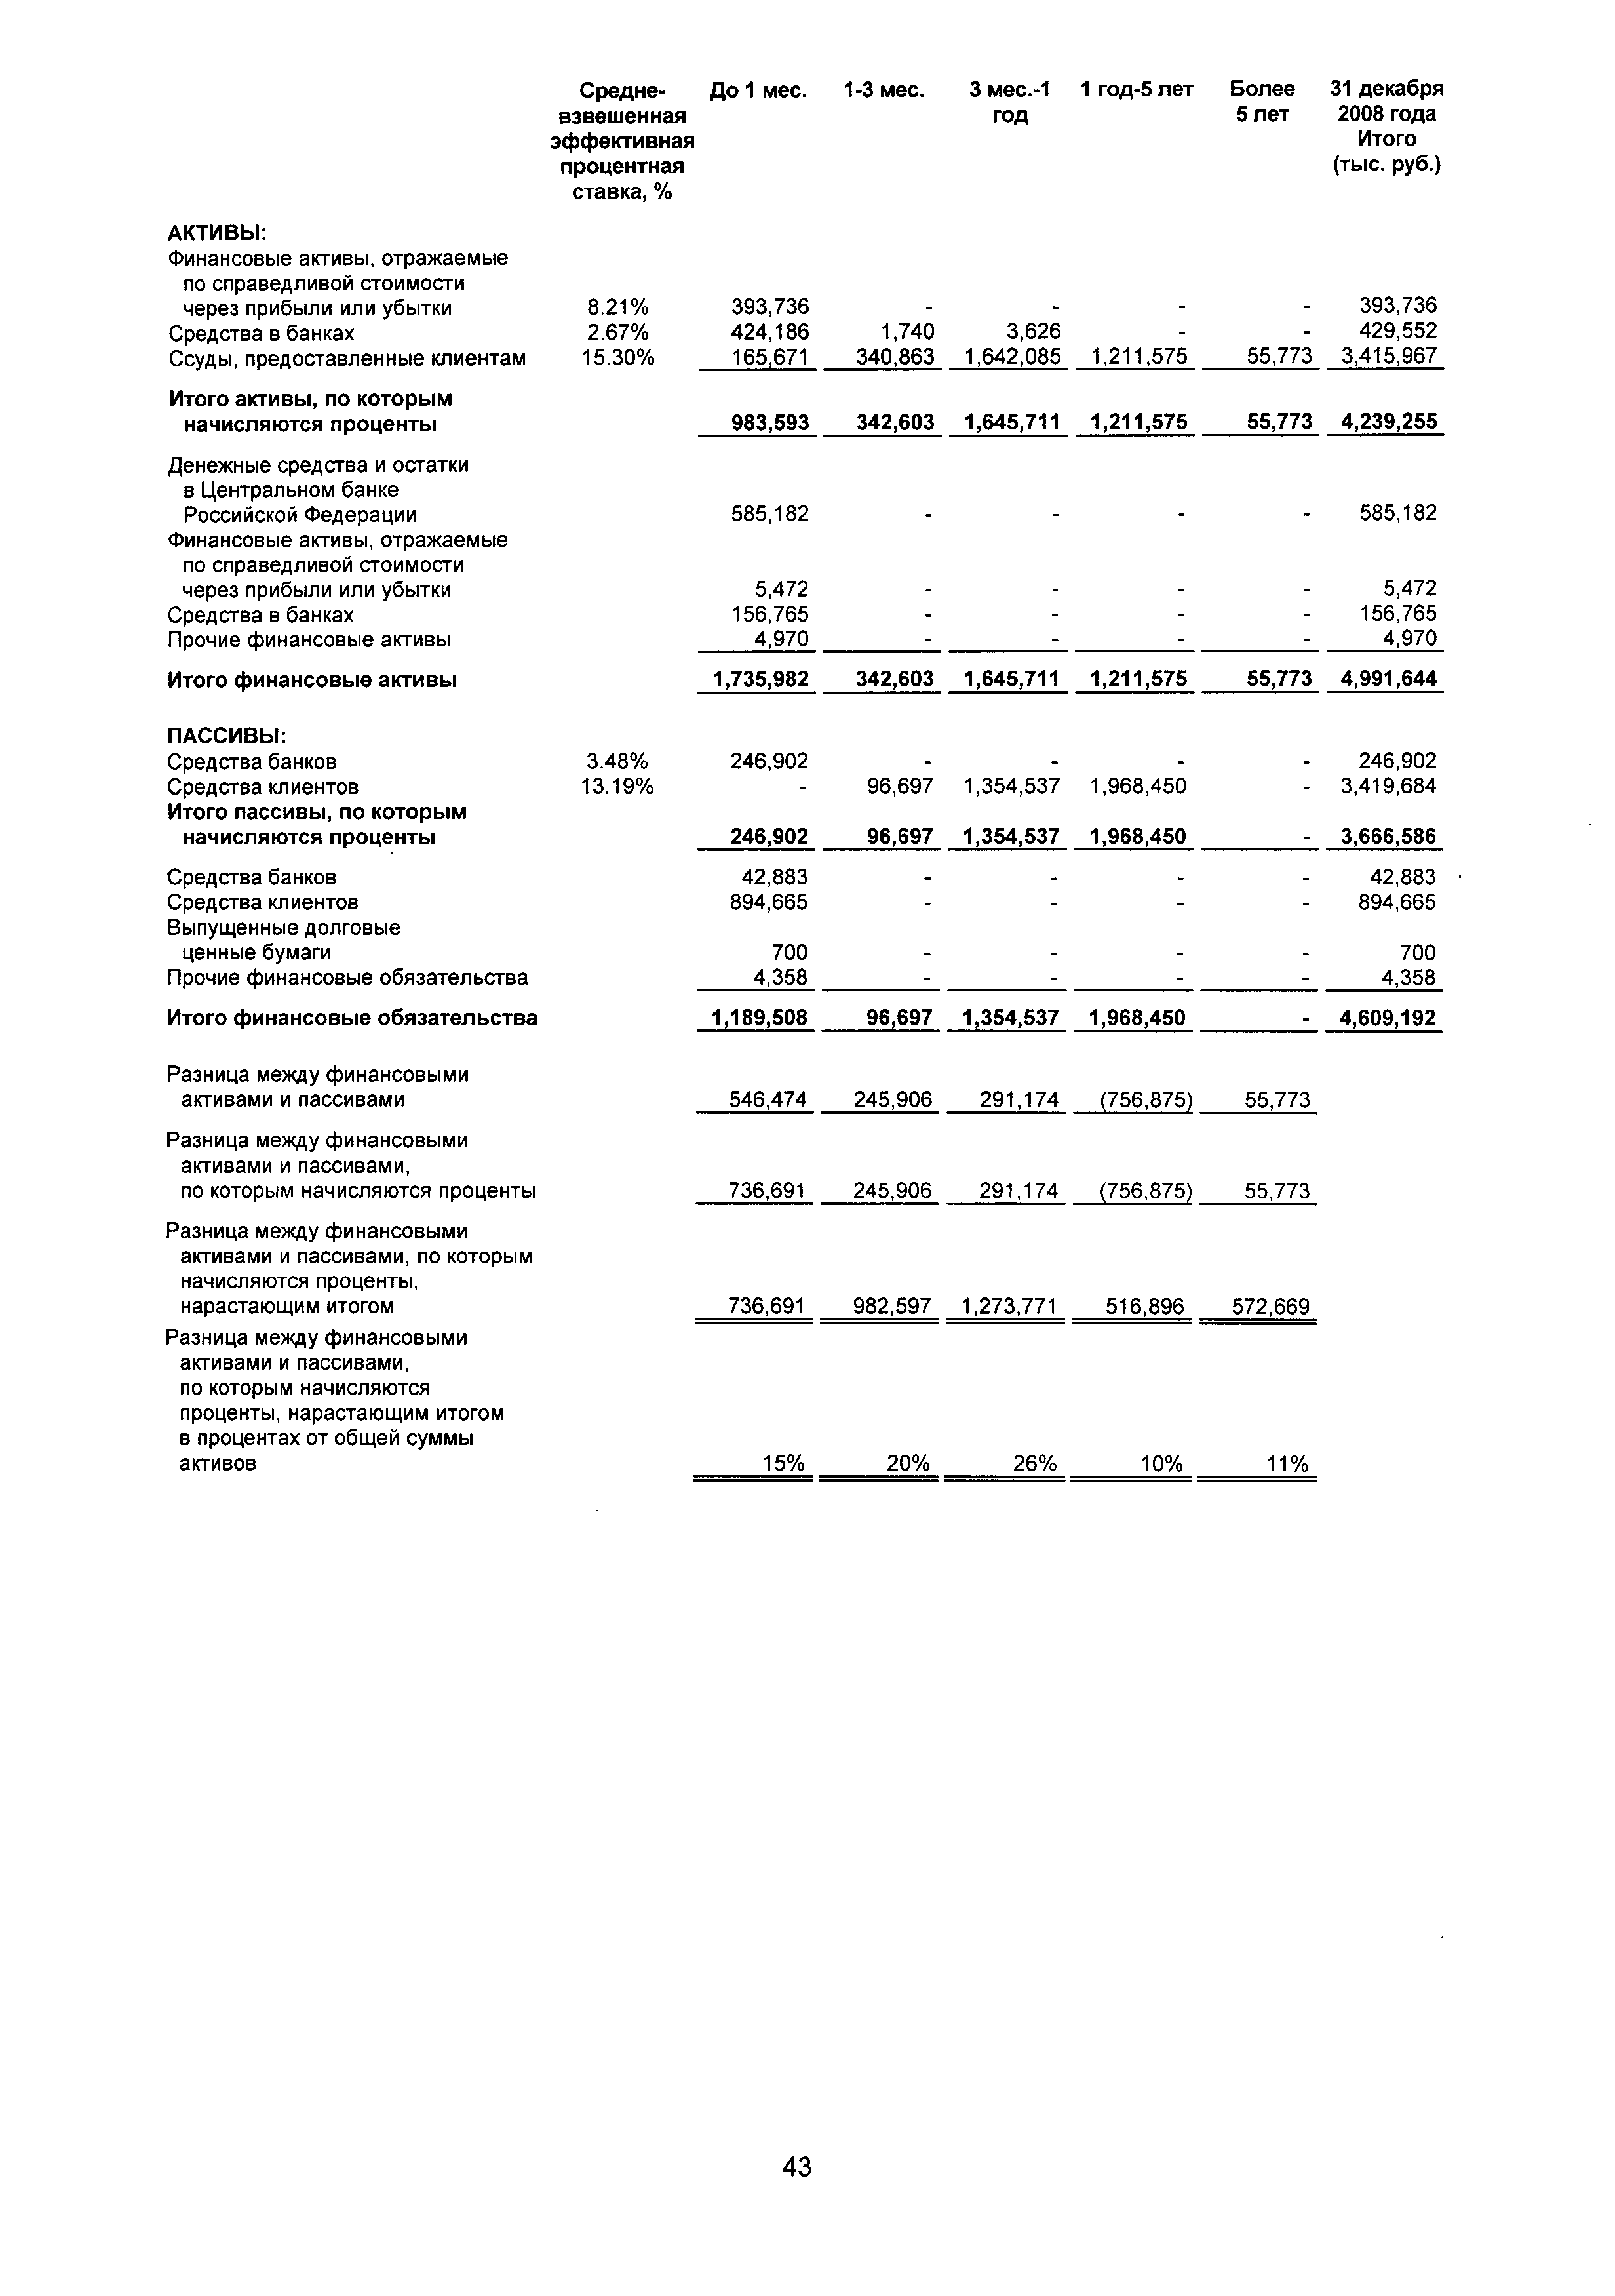 Средне- До 1 мес. 1-3 мес. 3 мес.-1 1 год-5 лет Более 31 декабря
взвешенная год 5 лет 2008 года
эффективная Итого
процентная (тыс. руб.)
ставка, %
АКТИВЫ:
Финансовые активы, отражаемые
по справедливой стоимости
через прибыли или убытки 8.21% 393,736 - - - - 393,736
Средства в банках 2.67% 424,186 1,740 3,626 - - 429,552
Ссуды, предоставленные клиентам 15.30% 165,671 340,863 1,642,085 1,211,575 55,773 3,415,967
Итого активы, по которым
начисляются проценты 983,593 342,603 1,645,711 1,211,575 55,773 4,239,255
Денежные средства и остатки
в Центральном банке
Российской Федерации 585,182 - - - - 585,182
Финансовые активы, отражаемые
по справедливой стоимости
через прибыли или убытки 5,472 - - - - 5,472
Средства в банках 156,765 - - - - 156,765
Прочие финансовые активы 4,970 - - - - 4,970
Итого финансовые активы 1,735,982 342,603 1,645,711 1,211,575 55,773 4,991,644
ПАССИВЫ:
Средства банков 3.48% 246,902 - - - - 246,902
Средства клиентов 13.19% - 96,697 1,354,537 1,968,450 - 3,419,684
Итого пассивы, по которым
начисляются проценты 246,902 96,697 1,354,537 1,968,450 - 3,666,586
Средства банков 42,883 - - - - 42,883
Средства клиентов 894,665 - - - - 894,665
Выпущенные долговые
ценные бумаги 700 - - - - 700
Прочие финансовые обязательства 4,358 - - - - 4,358
Итого финансовые обязательства 1,189,508 96,697 1,354,537 1,968,450 - 4,609,192
Разница между финансовыми
активами и пассивами 546,474 245,906 291,174 (756,875) 55,773
Разница между финансовыми
активами и пассивами,
по которым начисляются проценты 736,691 245,906 291,174 (756,875) 55,773
Разница между финансовыми
активами и пассивами, по которым
начисляются проценты,
нарастающим итогом 736,691 982,597 1,273,771 516,896 572,669
Разница между финансовыми
активами и пассивами,
по которым начисляются
проценты, нарастающим итогом
в процентах от общей суммы
активов 15% 20% 26% 10% 11%
43